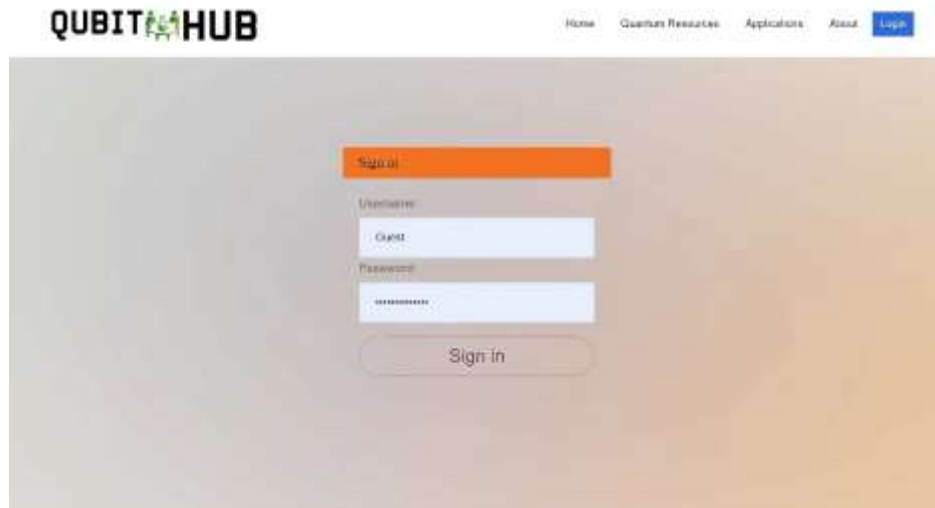 QUBIT HUB
Home Quantum Resources Applications About Login
Sign in
Username:
Guest
Password:
••••••••••••
Sign in